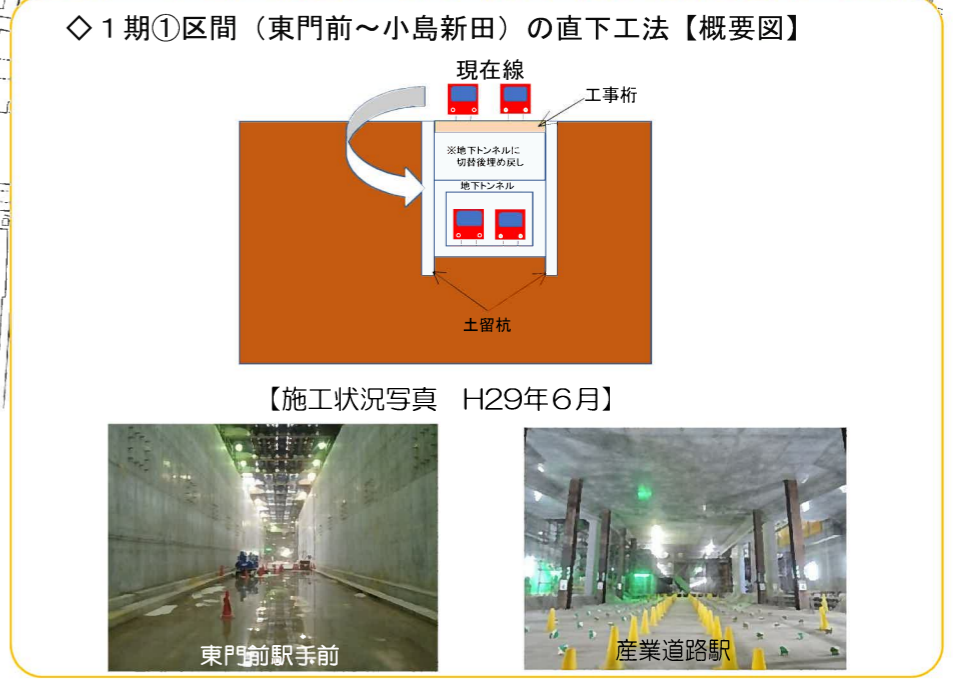 ◇１期①区間（東門前～小島新田）の直下工法【概要図】
現在線
工事桁
※地下トンネルに
切替後埋め戻し
地下トンネル
土留杭
【施工状況写真　H29年６月】
東門前駅手前
産業道路駅